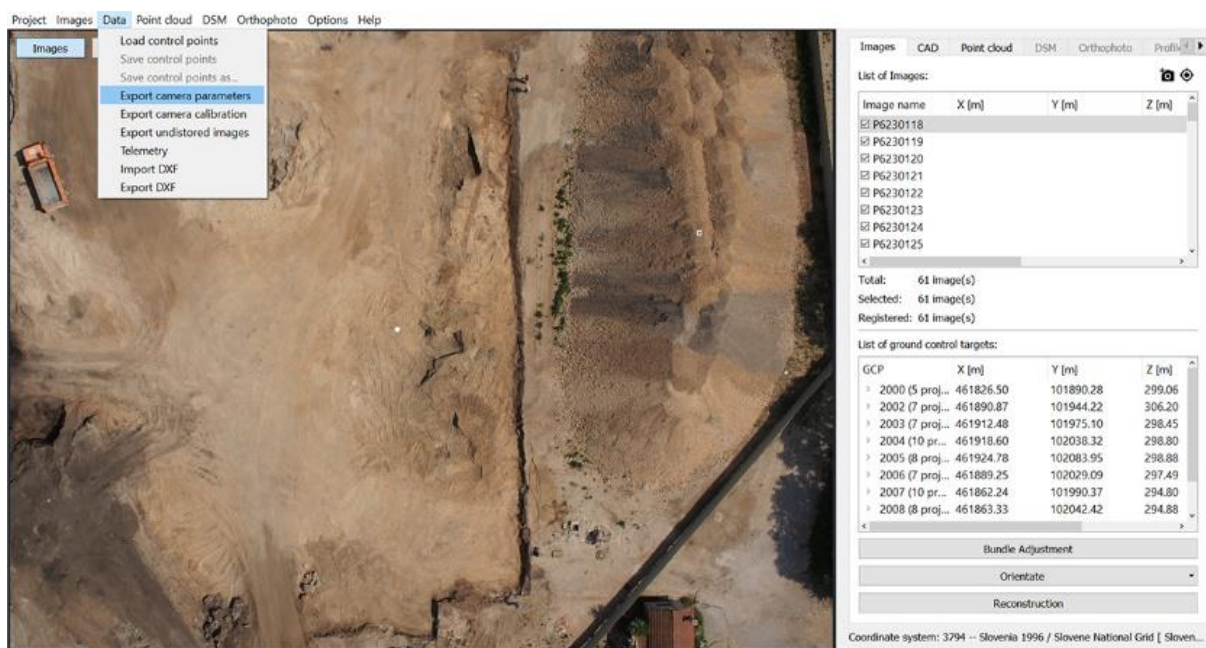 Project Images Data Point cloud DSM Orthophoto Options Help
Images
Load control points
Save control points
Save control points as...
Export camera parameters
Export camera calibration
Export undistored images
Telemetry
Import DXF
Export DXF
Images CAD Point cloud DSM Orthophoto Profil
List of Images:
Image name X [m] Y [m] Z [m]
P6230118
P6230119
P6230120
P6230121
P6230122
P6230123
P6230124
P6230125
Total: 61 image(s)
Selected: 61 image(s)
Registered: 61 image(s)
List of ground control targets:
GCP X [m] Y [m] Z [m]
2000 (5 proj... 461826.50 101890.28 299.06
2002 (7 proj... 461890.87 101944.22 306.20
2003 (7 proj... 461912.48 101975.10 298.45
2004 (10 pr... 461918.60 102038.32 298.80
2005 (8 proj... 461924.78 102083.95 298.88
2006 (7 proj... 461889.25 102029.09 297.49
2007 (10 pr... 461862.24 101990.37 294.80
2008 (8 proj... 461863.33 102042.42 294.88
Bundle Adjustment
Orientate
Reconstruction
Coordinate system: 3794 -- Slovenia 1996 / Slovene National Grid [ Sloven...